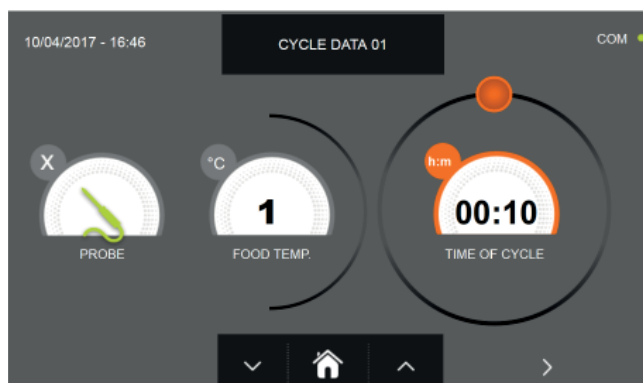 10/04/2017 - 16:46
CYCLE DATA 01
COM
X
°C
h:m
1
00:10
PROBE
FOOD TEMP.
TIME OF CYCLE